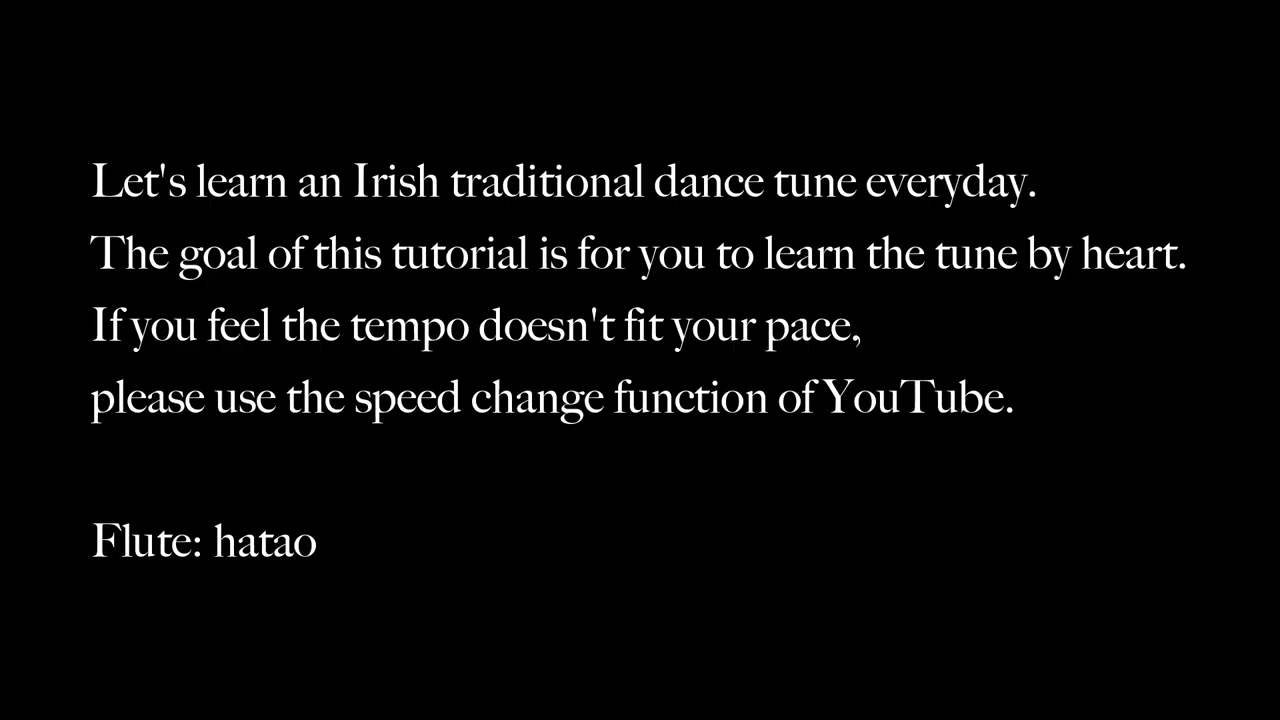 Let's learn an Irish traditional dance tune everyday.
The goal of this tutorial is for you to learn the tune by heart.
If you feel the tempo doesn't fit your pace,
please use the speed change function of YouTube.
Flute: hatao